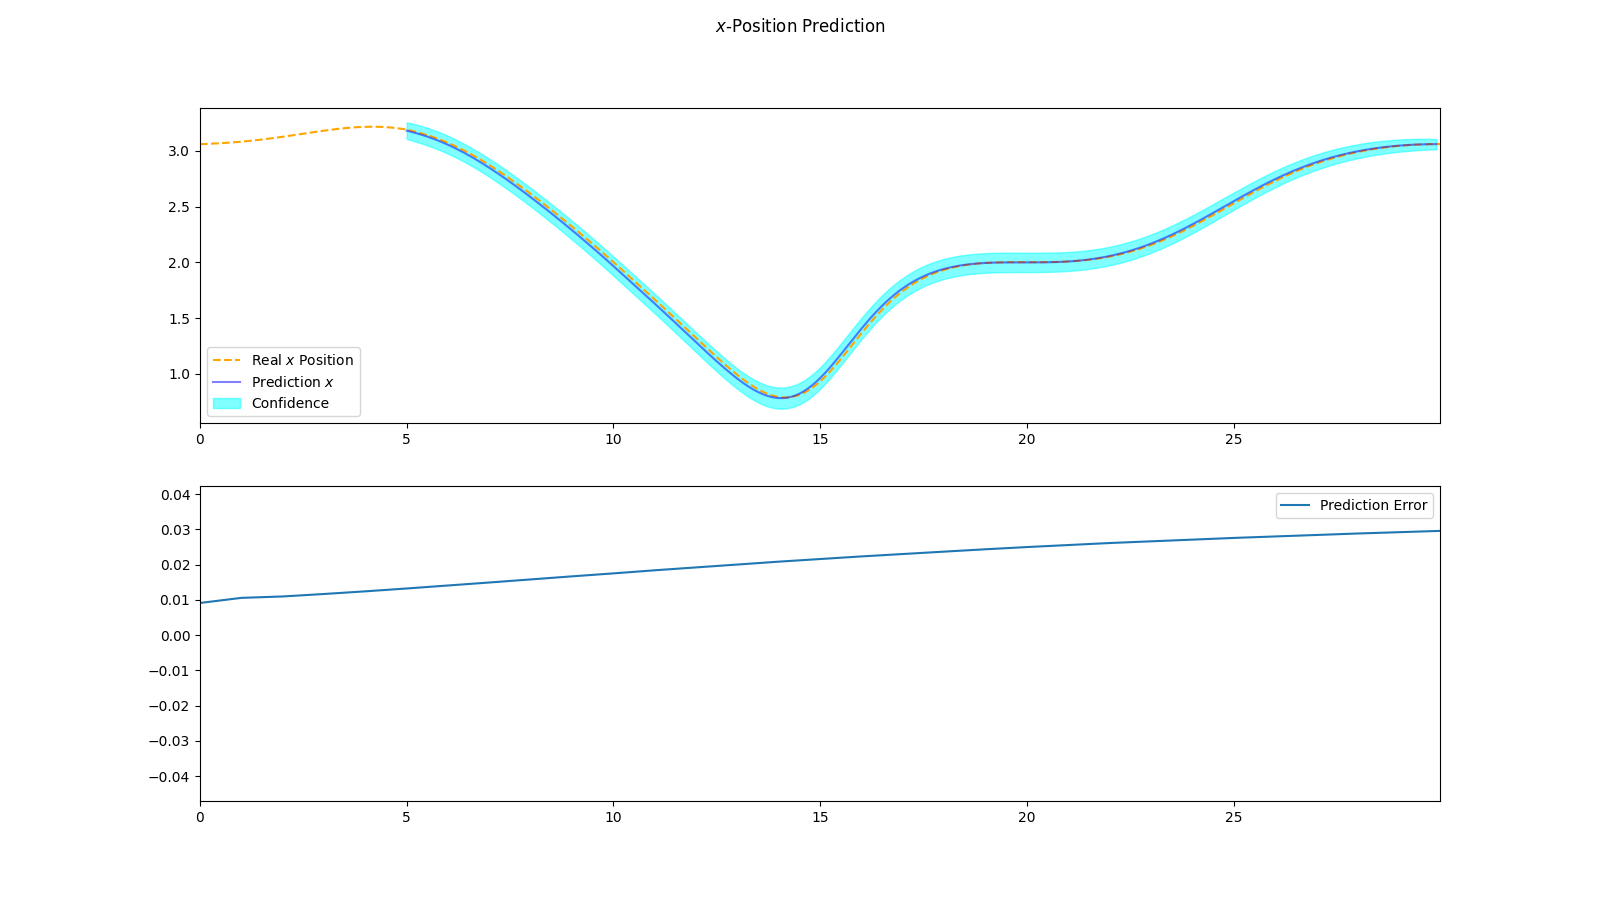 x-Position Prediction
3.0
2.5
2.0
1.5
1.0
Real x Position
Prediction x
Confidence
0 5 10 15 20 25
0.04
0.03
0.02
0.01
0.00
−0.01
−0.02
−0.03
−0.04
Prediction Error
0 5 10 15 20 25